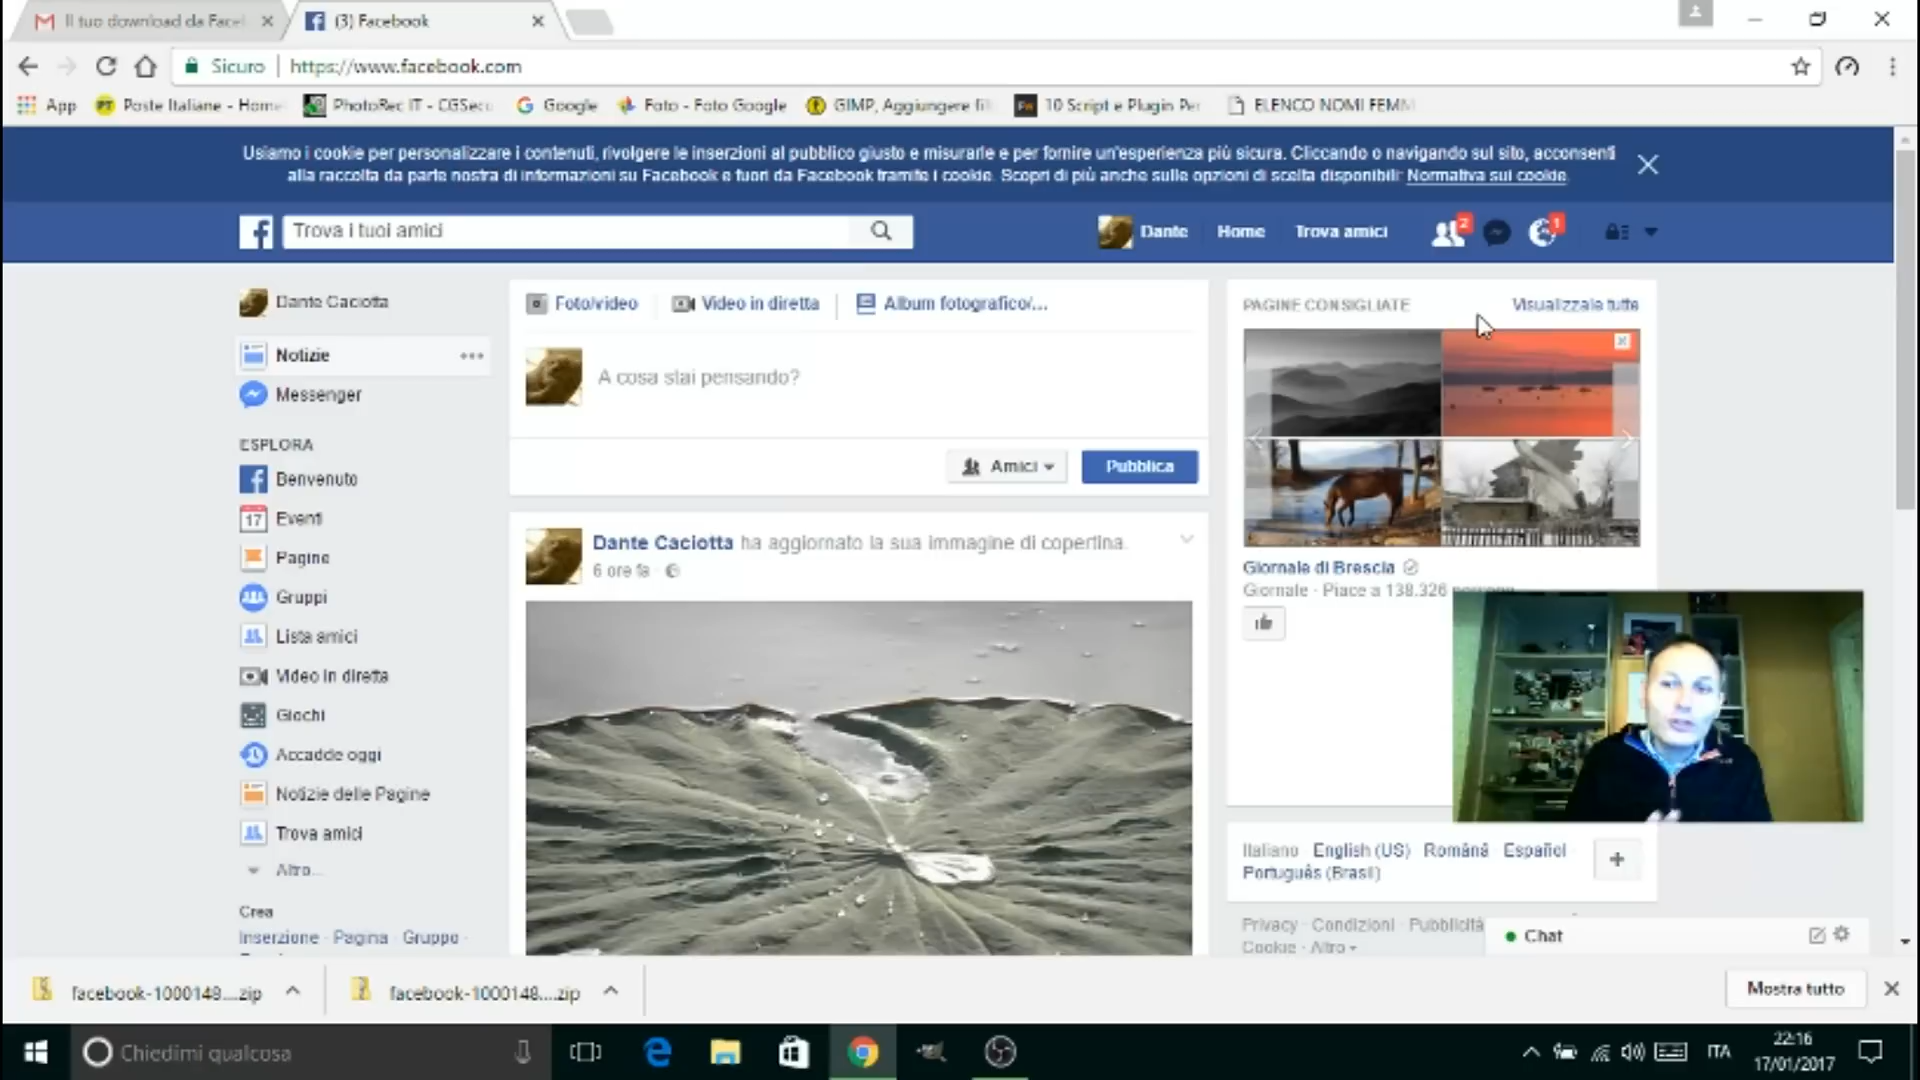 Il tuo download da Face
(3) Facebook
Sicuro
https://www.facebook.com
App
Poste Italiane - Home
PhotoRec IT - CGSecu
Google
Foto - Foto Google
GIMP, Aggiungere fil
10 Script e Plugin Per
ELENCO NOMI FEMM
Usiamo i cookie per personalizzare i contenuti, rivolgere le inserzioni al pubblico giusto e misurarle e per fornire un'esperienza più sicura. Cliccando o navigando sul sito, acconsenti
alla raccolta da parte nostra di informazioni su Facebook e fuori da Facebook tramite i cookie. Scopri di più anche sulle opzioni di scelta disponibili: Normativa sui cookie.
Trova i tuoi amici
Dante
Home
Trova amici
2
1
Dante Caciotta
Notizie
Messenger
ESPLORA
Benvenuto
17
Eventi
Pagine
Gruppi
Lista amici
Video in diretta
Giochi
Accadde oggi
Notizie delle Pagine
Trova amici
Altro...
Crea
Inserzione · Pagina · Gruppo ·
Foto/video
Video in diretta
Album fotografico/...
A cosa stai pensando?
Amici
Pubblica
Dante Caciotta ha aggiornato la sua immagine di copertina.
6 ore fa ·
PAGINE CONSIGLIATE
Visualizzale tutte
Giornale di Brescia
Giornale · Piace a 138.326
Italiano · English (US) · Română · Español ·
Português (Brasil)
Privacy · Condizioni · Pubblicità
Cookie · Altro
Chat
facebook-1000148....zip
facebook-1000148....zip
Mostra tutto
Chiedimi qualcosa
ITA
22:16
17/01/2017